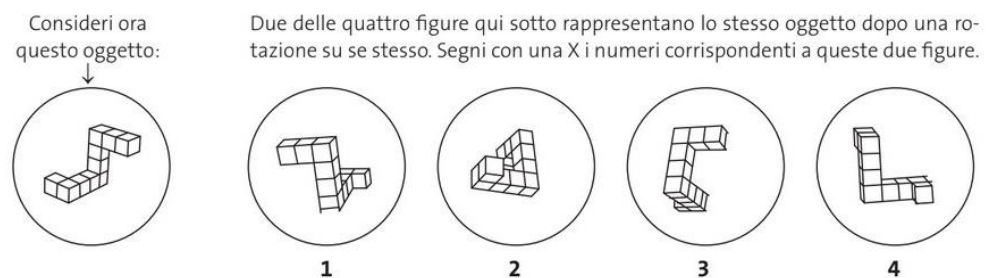 Consideri ora
questo oggetto:
Due delle quattro figure qui sotto rappresentano lo stesso oggetto dopo una ro-
tazione su se stesso. Segni con una X i numeri corrispondenti a queste due figure.
1 2 3 4